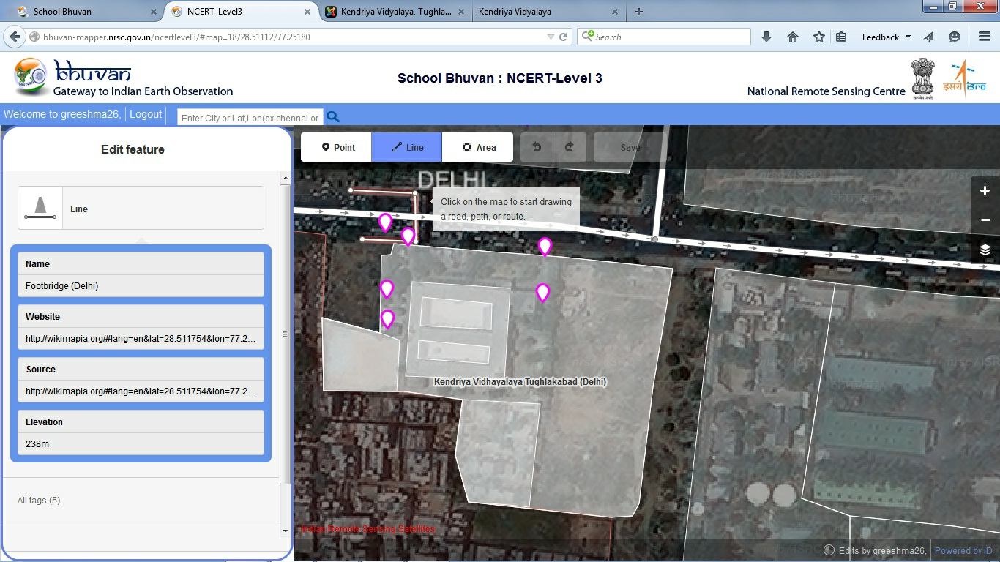 School Bhuvan
NCERT-Level3
Kendriya Vidyalaya, Tughla...
Kendriya Vidyalaya
bhuvan-mapper.nrsc.gov.in/ncertlevel3/#map=18/28.51112/77.25180
Search
Feedback
bhuvan
Gateway to Indian Earth Observation
School Bhuvan : NCERT-Level 3
National Remote Sensing Centre
सत्यमेव जयते
इसरो isro
Welcome to greeshma26,
Logout
Enter City or Lat,Lon(ex:chennai or
Edit feature
Line
Name
Footbridge (Delhi)
Website
http://wikimapia.org/#lang=en&lat=28.511754&lon=77.2...
Source
http://wikimapia.org/#lang=en&lat=28.511754&lon=77.2...
Elevation
238m
All tags (5)
Point
Line
Area
Save
DELHI
Click on the map to start drawing
a road, path, or route.
Kendriya Vidhayalaya Tughlakabad (Delhi)
Indian Remote Sensing Satellites
Edits by greeshma26,
Powered by iD